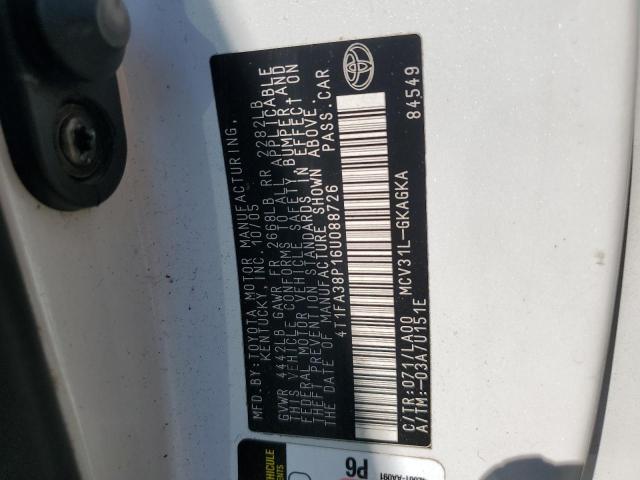 MFD.BY:TOYOTA MOTOR MANUFACTURING,
KENTUCKY, INC. 10/05
GVWR 4442LB GAWR FR 2668LB RR 2282LB
THIS VEHICLE CONFORMS TO ALL APPLICABLE
FEDERAL MOTOR VEHICLE SAFETY BUMPER AND
THEFT PREVENTION STANDARDS IN EFFECT ON
THE DATE OF MANUFACTURE SHOWN ABOVE.
4T1FA38P16U088726 PASS.CAR
C/TR:071/LA00 MCV31L-GKAGKA
A/TM:-03A/U151E 84549
P6